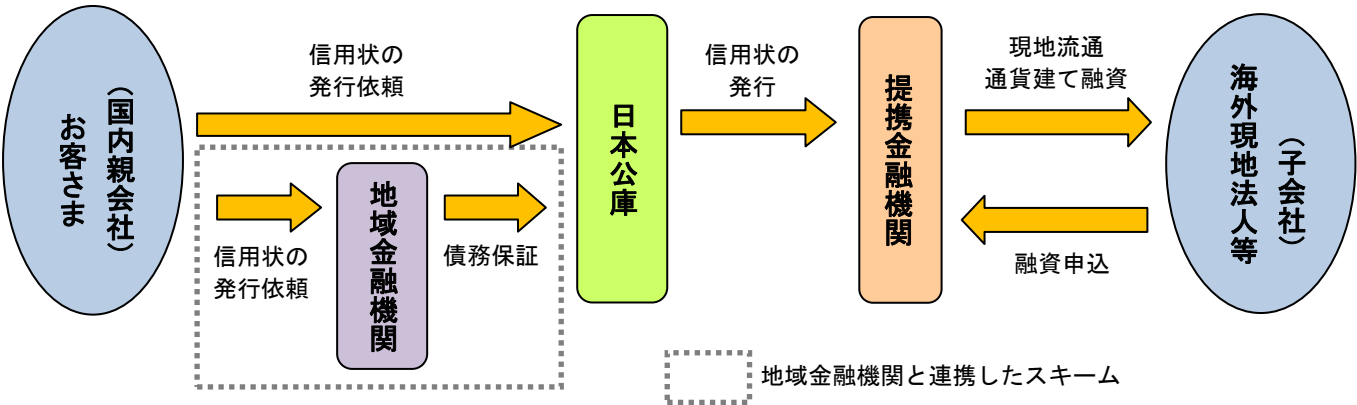 お客さま
（国内親会社）
信用状の
発行依頼
信用状の
発行依頼
地域金融機関
債務保証
日本公庫
信用状の
発行
提携金融機関
現地流通
通貨建て融資
融資申込
海外現地法人等
（子会社）
地域金融機関と連携したスキーム